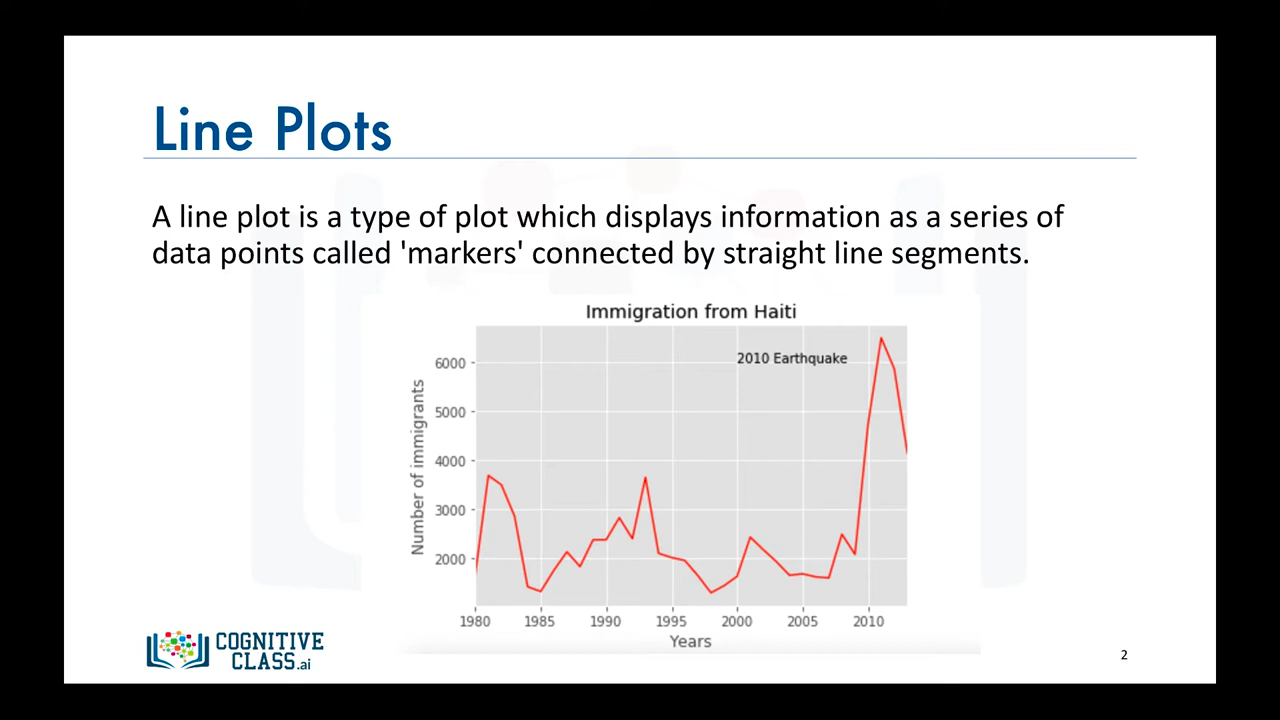 Line Plots
A line plot is a type of plot which displays information as a series of
data points called 'markers' connected by straight line segments.
Immigration from Haiti
2010 Earthquake
Number of immigrants
6000
5000
4000
3000
2000
1980 1985 1990 1995 2000 2005 2010
Years
COGNITIVE
CLASS.ai
2